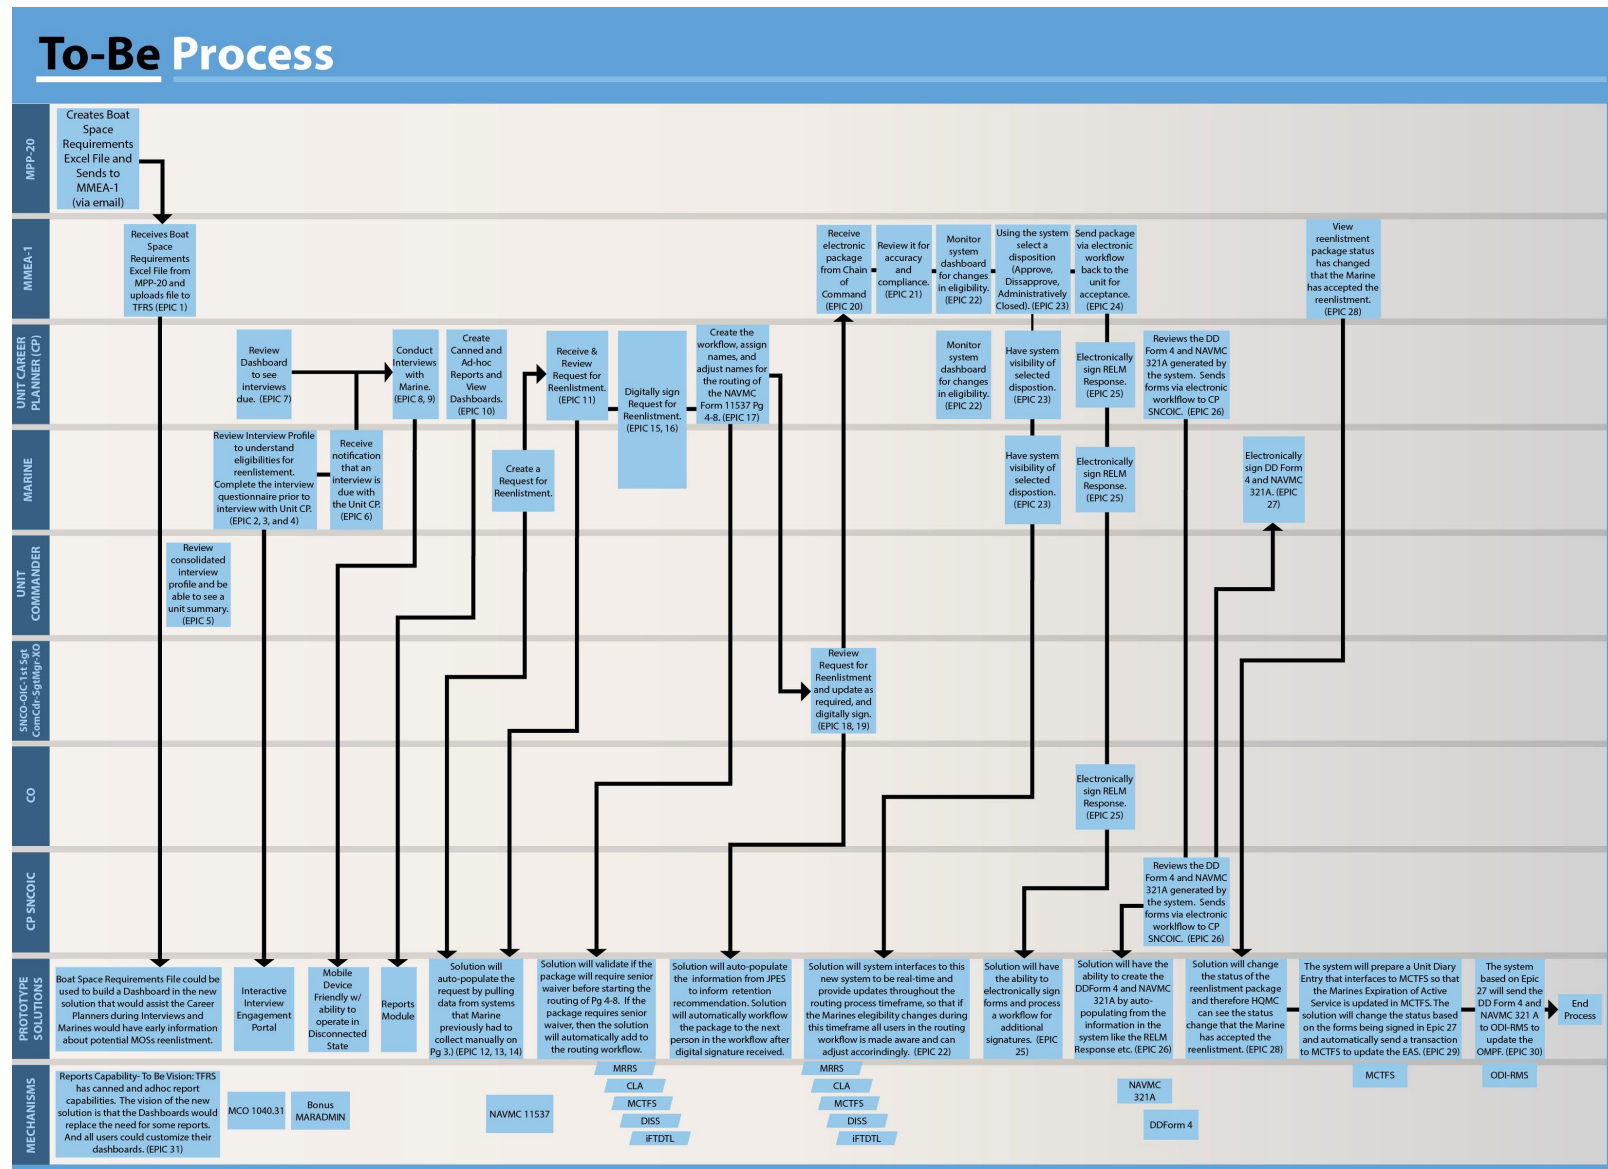 To-Be Process
MPP-20
Creates Boat
Space
Requirements
Excel File and
Sends to
MMEA-1
(via email)
MMEA-1
Receives Boat
Space
Requirements
Excel File from
MPP-20 and
uploads file to
TFRS (EPIC 1)
Receive
electronic
package
from Chain
of
Command
(EPIC 20)
Review it for
accuracy
and
compliance.
(EPIC 21)
Monitor
system
dashboard
for changes
in eligibility.
(EPIC 22)
Using the system
select a
disposition
(Approve,
Dissapprove,
Administratively
Closed). (EPIC 23)
Send package
via electronic
workflow
back to the
unit for
acceptance.
(EPIC 24)
View
reenlistment
package status
has changed
that the Marine
has accepted the
reenlistment.
(EPIC 28)
UNIT CAREER
PLANNER (CP)
Review
Dashboard
to see
interviews
due. (EPIC 7)
Conduct
Interviews
with
Marine.
(EPIC 8, 9)
Create
Canned and
Ad-hoc
Reports and
View
Dashboards.
(EPIC 10)
Receive &
Review
Request for
Reenlistment.
(EPIC 11)
Digitally sign
Request for
Reenlistment.
(EPIC 15, 16)
Create the
workflow, assign
names, and
adjust names for
the routing of
the NAVMC
Form 11537 Pg
4-8. (EPIC 17)
Monitor
system
dashboard
for changes
in eligibility.
(EPIC 22)
Have system
visibility of
selected
dispostion.
(EPIC 23)
Electronically
sign RELM
Response.
(EPIC 25)
Reviews the DD
Form 4 and NAVMC
321A generated by
the system. Sends
forms via electronic
worklflow to CP
SNCOIC. (EPIC 26)
MARINE
Review Interview Profile
to understand
eligibilities for
reenlistement.
Complete the interview
questionnaire prior to
interview with Unit CP.
(EPIC 2, 3, and 4)
Receive
notification
that an
interview is
due with
the Unit CP.
(EPIC 6)
Create a
Request for
Reenlistment.
Have system
visibility of
selected
dispostion.
(EPIC 23)
Electronically
sign RELM
Response.
(EPIC 25)
Electronically
sign DD Form
4 and NAVMC
321A. (EPIC
27)
UNIT
COMMANDER
Review
consolidated
interview
profile and be
able to see a
unit summary.
(EPIC 5)
SNCO-OIC-1st Sgt
ComCdr-SgtMgr-XO
Review
Request for
Reenlistment
and update as
required, and
digitally sign.
(EPIC 18, 19)
CO
Electronically
sign RELM
Response.
(EPIC 25)
CP SNCOIC
Reviews the DD
Form 4 and NAVMC
321A generated by
the system. Sends
forms via electronic
worklflow to CP
SNCOIC. (EPIC 26)
PROTOTYPE
SOLUTIONS
Boat Space Requirements File could be
used to build a Dashboard in the new
solution that would assist the Career
Planners during Interviews and
Marines would have early information
about potential MOSs reenlistment.
Interactive
Interview
Engagement
Portal
Mobile
Device
Friendly w/
ability to
operate in
Disconnected
State
Reports
Module
Solution will
auto-populate the
request by pulling
data from systems
that Marine
previously had to
collect manually on
Pg 3.) (EPIC 12, 13, 14)
Solution will validate if the
package will require senior
waiver before starting the
routing of Pg 4-8. If the
package requires senior
waiver, then the solution
will automatically add to
the routing workflow.
Solution will auto-populate
the information from JPES
to inform retention
recommendation. Solution
will automatically workflow
the package to the next
person in the workflow after
digital signature received.
Solution will system interfaces to this
new system to be real-time and
provide updates throughout the
routing process timeframe, so that if
the Marines elegibility changes during
this timeframe all users in the routing
workflow is made aware and can
adjust accorindingly. (EPIC 22)
Solution will have
the ability to
electronically sign
forms and process
a workflow for
additional
signatures. (EPIC
25)
Solution will have the
ability to create the
DDForm 4 and NAVMC
321A by auto-
populating from the
information in the
system like the RELM
Response etc. (EPIC 26)
Solution will change
the status of the
reenlistment package
and therefore HQMC
can see the status
change that the Marine
has accepted the
reenlistment. (EPIC 28)
The system will prepare a Unit Diary
Entry that interfaces to MCTFS so that
the Marines Expiration of Active
Service is updated in MCTFS. The
solution will change the status based
on the forms being signed in Epic 27
and automatically send a transaction
to MCTFS to update the EAS. (EPIC 29)
The system
based on Epic
27 will send the
DD Form 4 and
NAVMC 321 A
to ODI-RMS to
update the
OMPF. (EPIC 30)
End
Process
MECHANISMS
Reports Capability- To Be Vision: TFRS
has canned and adhoc report
capabilities. The vision of the new
solution is that the Dashboards would
replace the need for some reports.
And all users could customize their
dashboards. (EPIC 31)
MCO 1040.31
Bonus
MARADMIN
NAVMC 11537
MRRS
CLA
MCTFS
DISS
iFTDTL
MRRS
CLA
MCTFS
DISS
iFTDTL
NAVMC
321A
DDForm 4
MCTFS
ODI-RMS